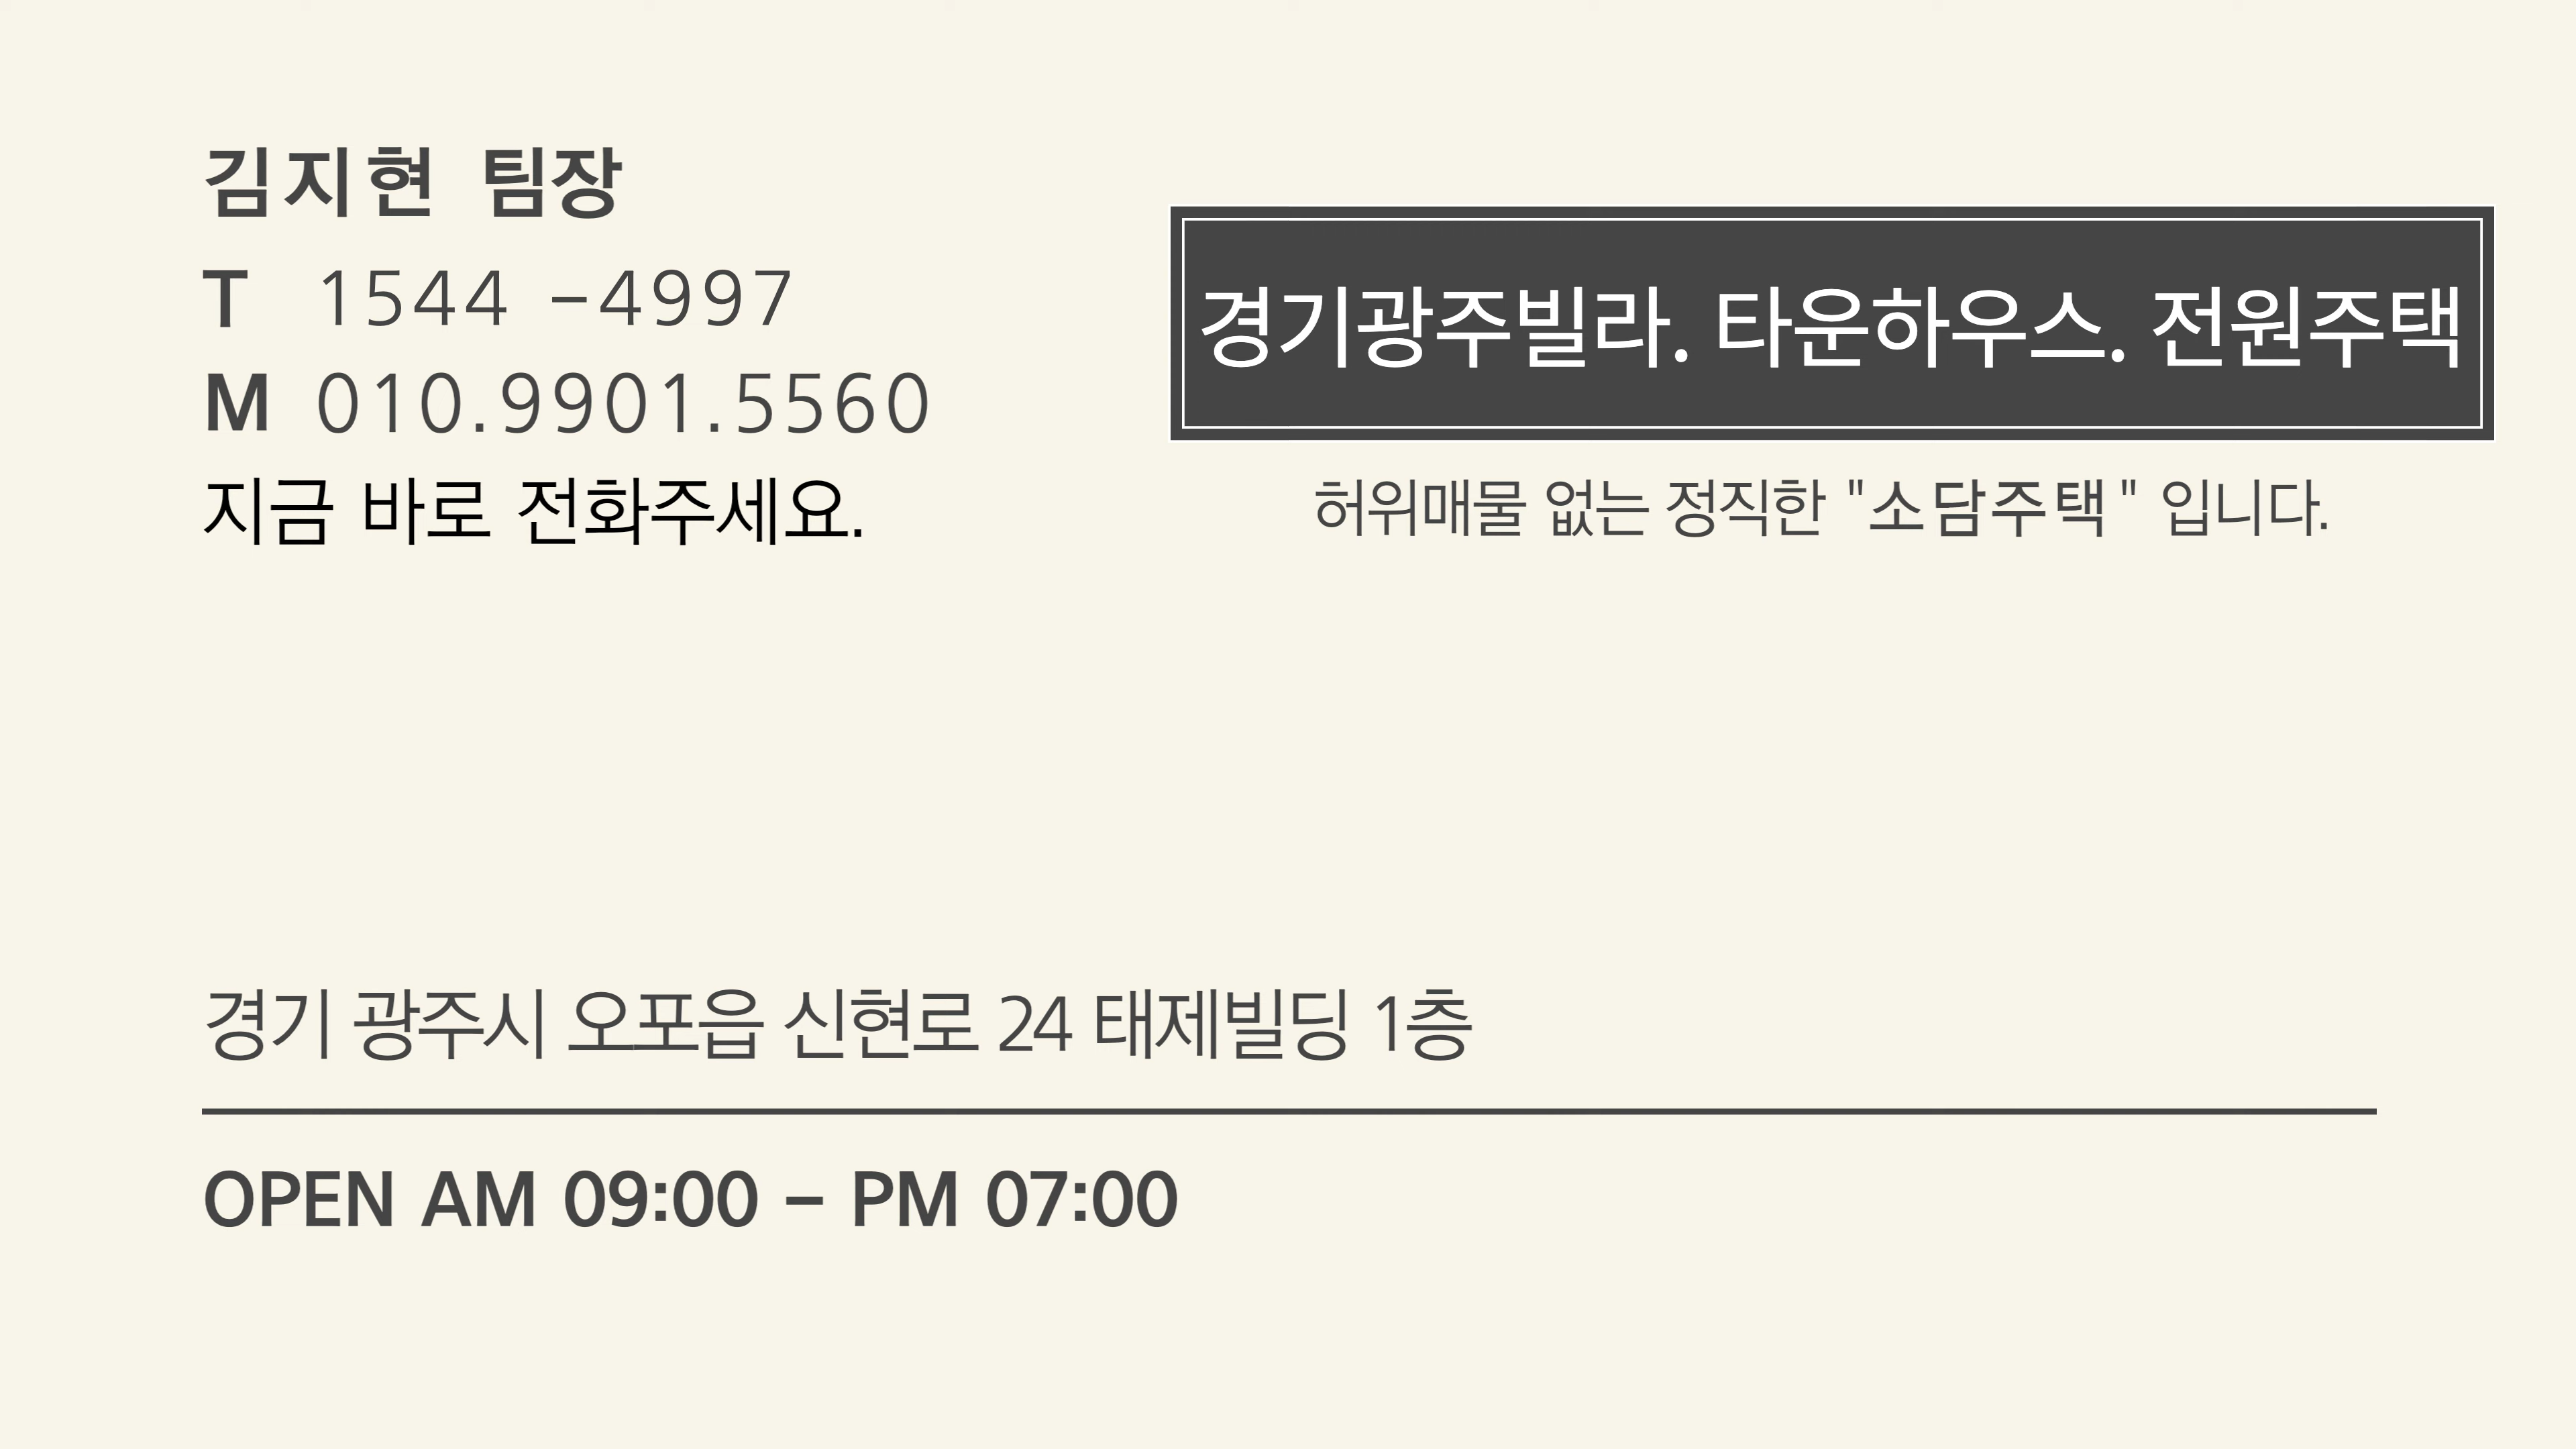 김지현 팀장
T 1544 -4997
M 010.9901.5560
지금 바로 전화주세요.
경기광주빌라. 타운하우스. 전원주택
허위매물 없는 정직한 "소담주택" 입니다.
경기 광주시 오포읍 신현로 24 태제빌딩 1층
OPEN AM 09:00 - PM 07:00